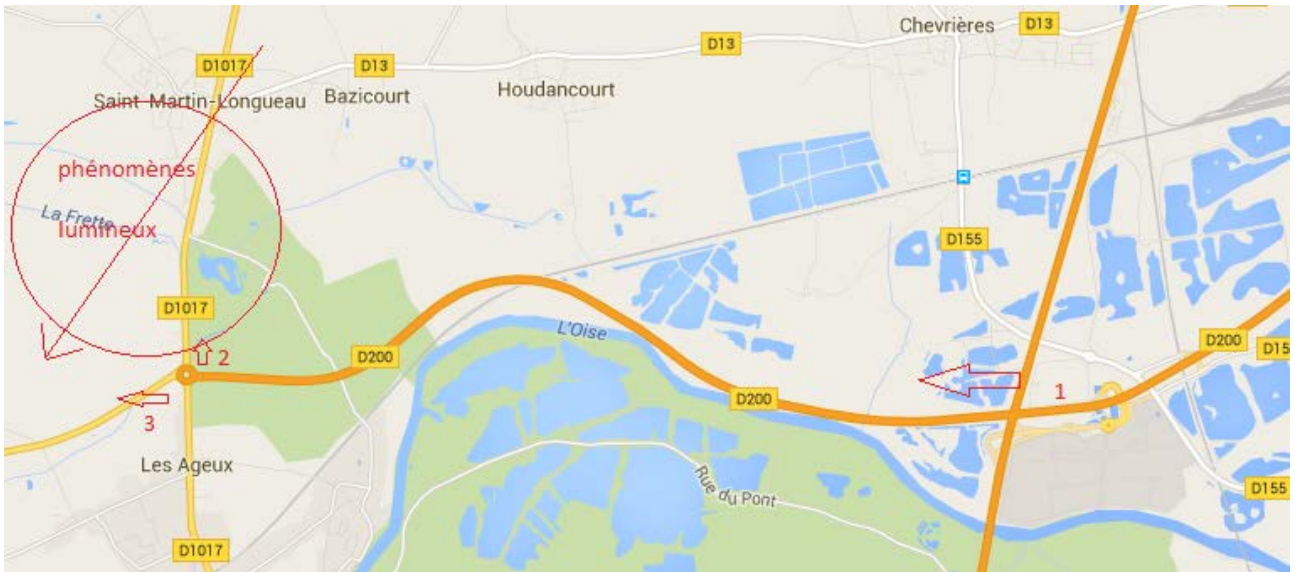 Chevrières
D13
D13
D13
D13
D1017
Saint-Martin-Longueau
Bazicourt
Houdancourt
phénomènes
La Frette
lumineux
D155
D1017
L'Oise
D200
D15
2
D200
1
D200
3
Les Ageux
Rue du Pont
D155
D1017